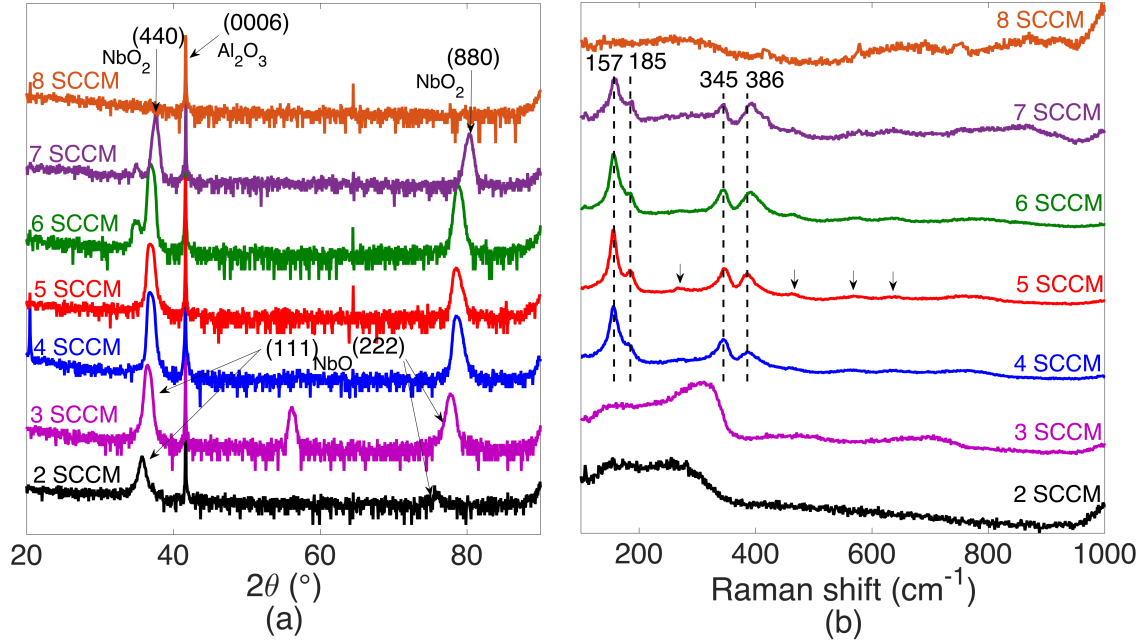 (440)
(0006)
NbO2
Al2O3
8 SCCM
(880)
NbO2
7 SCCM
6 SCCM
5 SCCM
4 SCCM
(111)
NbO
(222)
3 SCCM
2 SCCM
20
40
60
80
2θ (°)
(a)
8 SCCM
157
185
345
386
7 SCCM
6 SCCM
5 SCCM
4 SCCM
3 SCCM
2 SCCM
200
400
600
800
1000
Raman shift (cm-1)
(b)